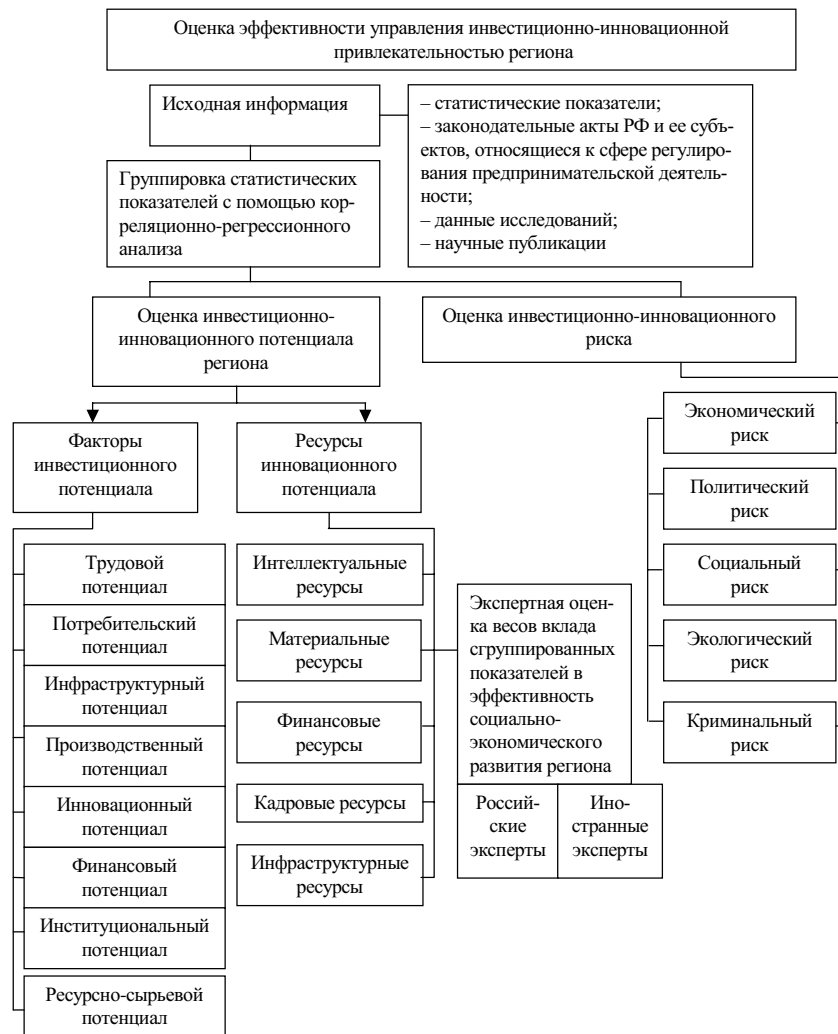 Оценка эффективности управления инвестиционно-инновационной
привлекательностью региона
Исходная информация
– статистические показатели;
– законодательные акты РФ и ее субъ-
ектов, относящиеся к сфере регулиро-
вания предпринимательской деятель-
ности;
– данные исследований;
– научные публикации
Группировка статистических
показателей с помощью кор-
реляционно-регрессионного
анализа
Оценка инвестиционно-
инновационного потенциала
региона
Оценка инвестиционно-инновационного
риска
Факторы
инвестиционного
потенциала
Ресурсы
инновационного
потенциала
Трудовой
потенциал
Потребительский
потенциал
Инфраструктурный
потенциал
Производственный
потенциал
Инновационный
потенциал
Финансовый
потенциал
Институциональный
потенциал
Ресурсно-сырьевой
потенциал
Интеллектуальные
ресурсы
Материальные
ресурсы
Финансовые
ресурсы
Кадровые ресурсы
Инфраструктурные
ресурсы
Экспертная оцен-
ка весов вклада
сгруппированных
показателей в
эффективность
социально-
экономического
развития региона
Россий-
ские
эксперты
Ино-
странные
эксперты
Экономический
риск
Политический
риск
Социальный
риск
Экологический
риск
Криминальный
риск